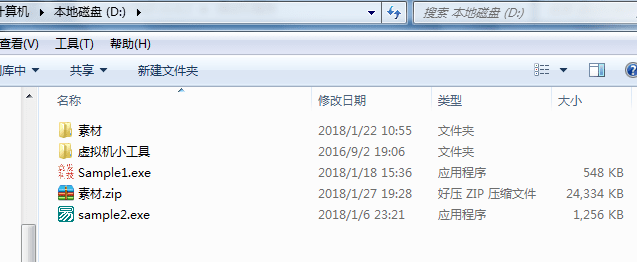 计算机 ▸ 本地磁盘 (D:) ▸ 搜索 本地磁盘 (D:)
查看(V) 工具(T) 帮助(H)
库中 共享 新建文件夹
名称 修改日期 类型 大小
素材 2018/1/22 10:55 文件夹
虚拟机小工具 2016/9/2 19:06 文件夹
Sample1.exe 2018/1/18 15:36 应用程序 548 KB
素材.zip 2018/1/27 19:28 好压 ZIP 压缩文件 24,334 KB
sample2.exe 2018/1/6 23:21 应用程序 1,256 KB